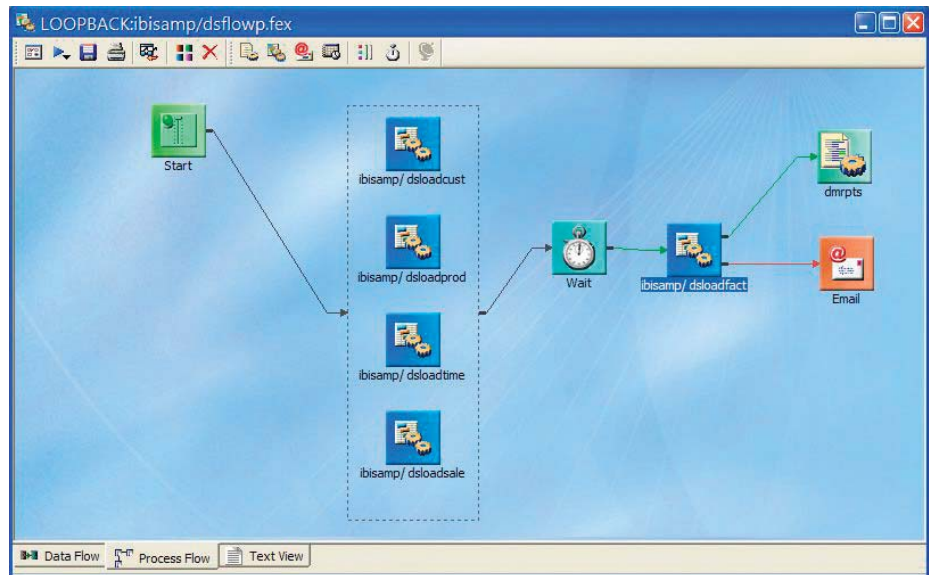 LOOPBACK:ibisamp/dsflowp.fex
Start
ibisamp/ dsloadcust
ibisamp/ dsloadprod
ibisamp/ dsloadtime
ibisamp/ dsloadsale
Wait
ibisamp/ dsloadfact
dmrpts
Email
Data Flow
Process Flow
Text View